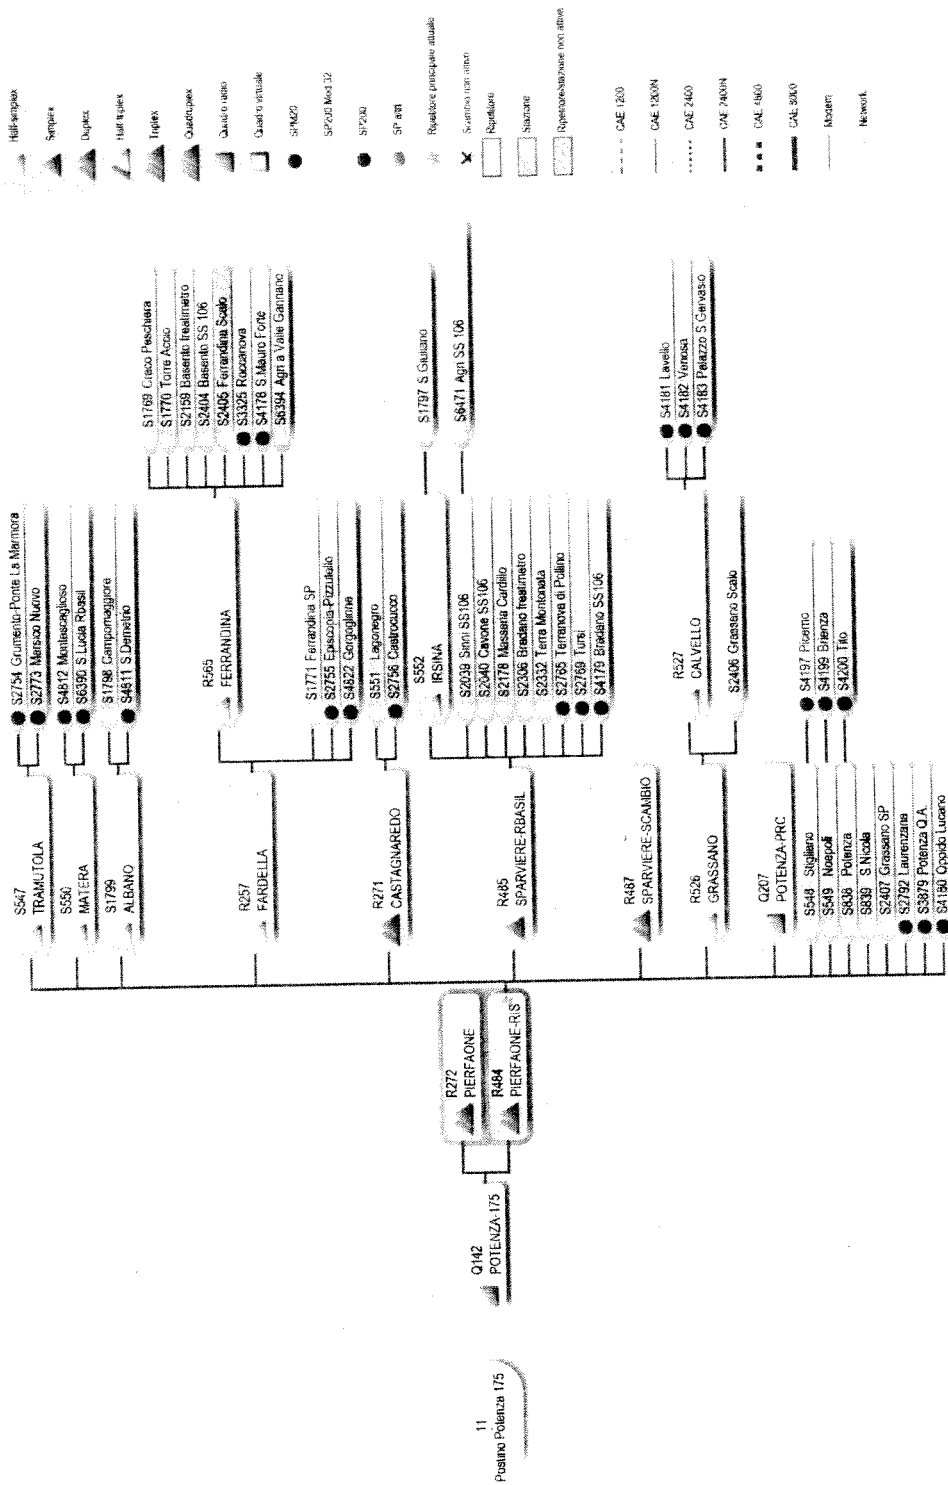 11
Postino Potenza 175
Q142
POTENZA-175
R272
PIERFAONE
R484
PIERFAONE-RIS
S547
TRAMUTOLA
S550
MATERA
S1799
ALBANO
R257
FARDELLA
R271
CASTAGNAREDO
R485
SPARVIERE-RBASIL
R487
SPARVIERE-SCAMBIO
R526
GRASSANO
Q207
POTENZA-PRC
S548 Stigliano
S549 Noepoli
S838 Potenza
S839 S.Nicola
S2407 Grassano SP
S2792 Laurenzana
S3879 Potenza Q.A.
S4180 Oppido Lucano
S2754 Grumento-Ponte La Marmora
S2773 Marsico Nuovo
S4812 Montescaglioso
S6390 S Lucia Rbasil
S1798 Campomaggiore
S4811 S.Demetrio
R565
FERRANDINA
S1771 Ferrandina SP
S2755 Episcopia-Pizzutello
S4622 Gorgoglione
S551 Lagonegro
S2756 Castrocucco
S552
IRSINA
S2039 Sinni SS106
S2040 Cavone SS106
S2178 Masseria Cardillo
S2306 Bradano freatimetro
S2332 Terra Montonata
S2765 Terranova di Pollino
S2769 Tursi
S4179 Bradano SS106
R527
CALVELLO
S2406 Grassano Scalo
S4197 Picerno
S4199 Brienza
S4200 Tito
S1769 Craco Peschiera
S1770 Torre Accio
S2159 Basento freatimetro
S2404 Basento SS 106
S2405 Ferrandina Scalo
S3325 Roccanova
S4178 S.Mauro Forte
S6394 Agri a Valle Gannano
S1797 S Giuliano
S6471 Agri SS 106
S4181 Lavello
S4182 Venosa
S4183 Palazzo S Gervasio
Half-simplex
Simplex
Duplex
Half-triplex
Triplex
Quadruplex
Quadro radio
Quadro virtuale
SPM20
SP200 Mod 32
SP200
SP altri
Ripetitore principale attuale
Scambio non attivo
Ripetitore
Stazione
Ripetitore/stazione non attiva
CAE 1200
CAE 1200N
CAE 2400
CAE 2400N
CAE 4800
CAE 8000
Modem
Network